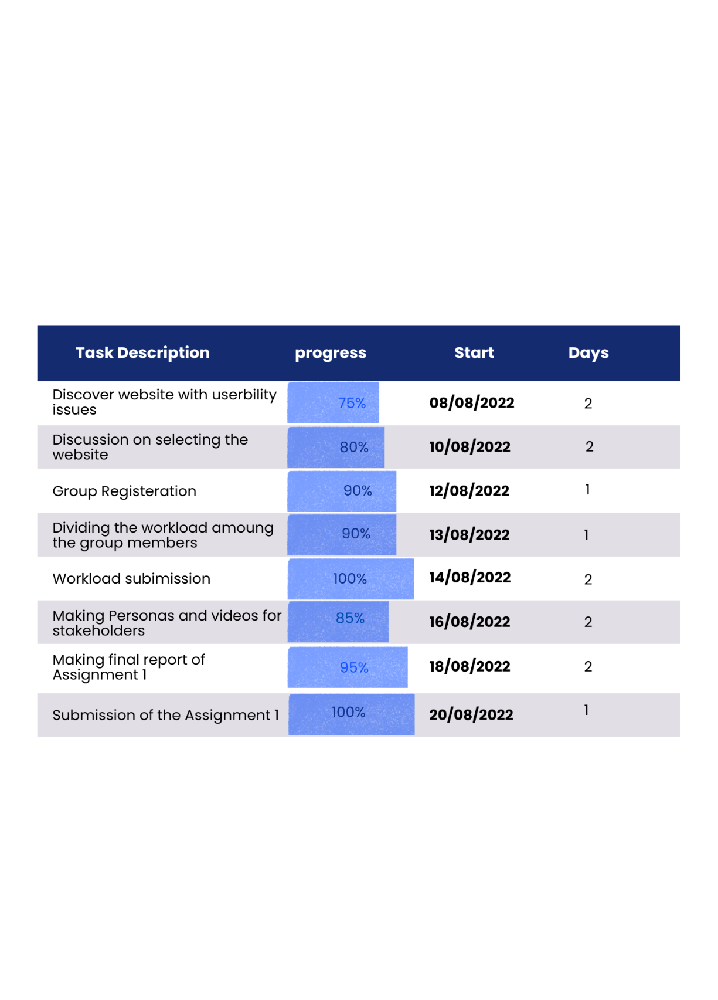 Task Description progress Start Days
Discover website with userbility
issues
75% 08/08/2022 2
Discussion on selecting the
website
80% 10/08/2022 2
Group Registeration 90% 12/08/2022 1
Dividing the workload amoung
the group members
90% 13/08/2022 1
Workload subimission 100% 14/08/2022 2
Making Personas and videos for
stakeholders
85% 16/08/2022 2
Making final report of
Assignment 1
95% 18/08/2022 2
Submission of the Assignment 1 100% 20/08/2022 1